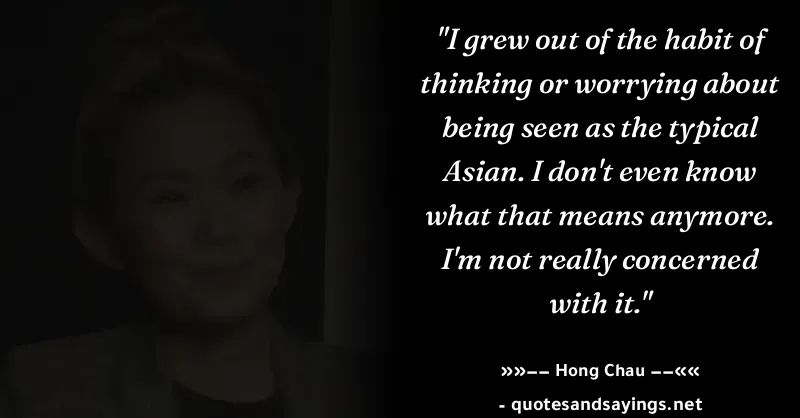 "I grew out of the habit of
thinking or worrying about
being seen as the typical
Asian. I don't even know
what that means anymore.
I'm not really concerned
with it."
»»−− Hong Chau −−««
- quotesandsayings.net